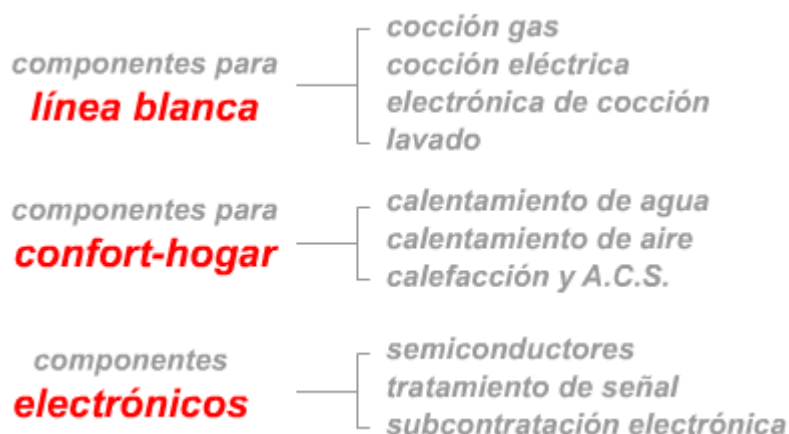 componentes para
línea blanca
cocción gas
cocción eléctrica
electrónica de cocción
lavado
componentes para
confort-hogar
calentamiento de agua
calentamiento de aire
calefacción y A.C.S.
componentes
electrónicos
semiconductores
tratamiento de señal
subcontratación electrónica